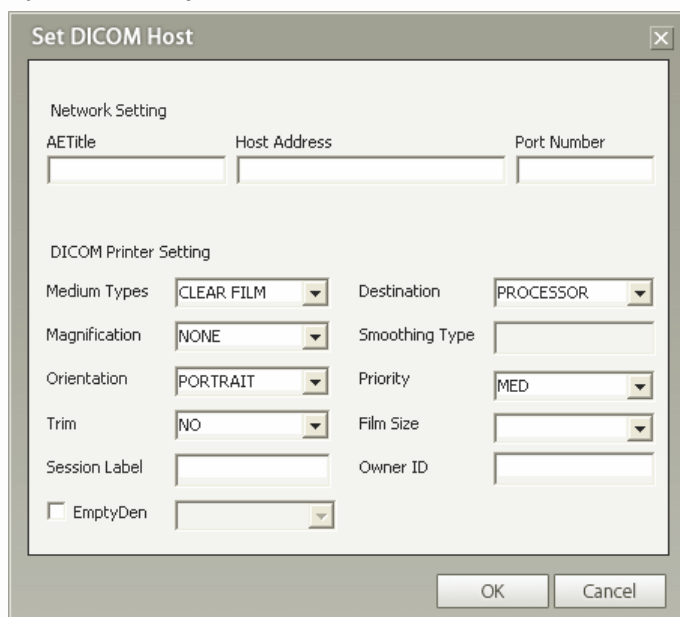 Set DICOM Host
Network Setting
AETitle Host Address Port Number
DICOM Printer Setting
Medium Types CLEAR FILM Destination PROCESSOR
Magnification NONE Smoothing Type
Orientation PORTRAIT Priority MED
Trim NO Film Size
Session Label Owner ID
EmptyDen
OK Cancel